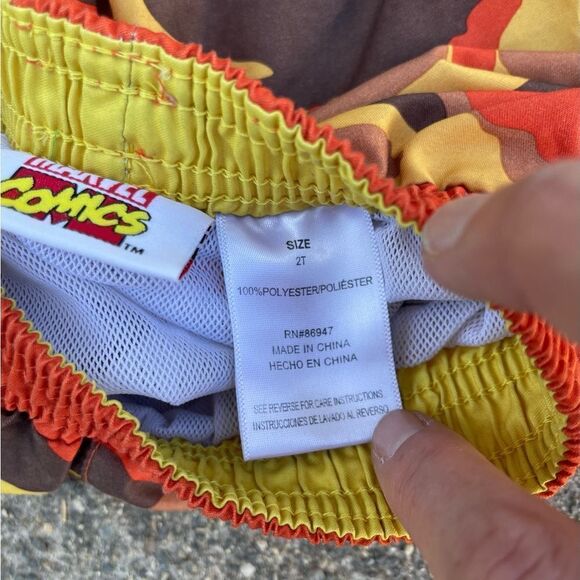 MARVEL
COMICS
TM
SIZE
2T
100%POLYESTER/POLIÉSTER
RN#86947
MADE IN CHINA
HECHO EN CHINA
SEE REVERSE FOR CARE INSTRUCTIONS
INSTRUCCIONES DE LAVADO AL REVERSO